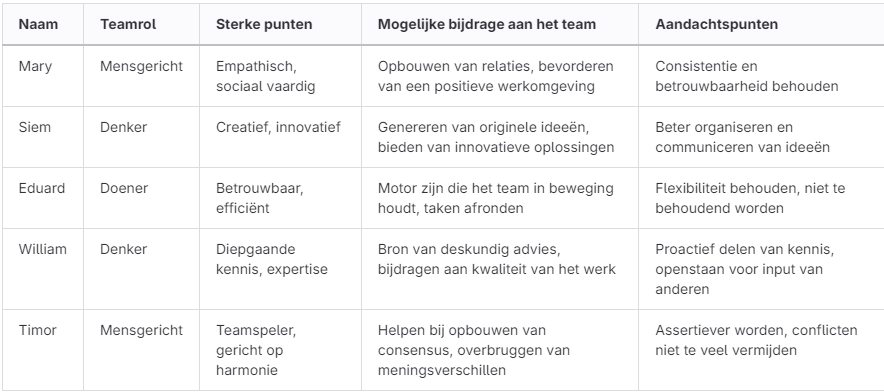 Naam Teamrol Sterke punten Mogelijke bijdrage aan het team Aandachtspunten
Mary Mensgericht Empathisch, Opbouwen van relaties, bevorderen Consistentie en
sociaal vaardig van een positieve werkomgeving betrouwbaarheid behouden
Siem Denker Creatief, innovatief Genereren van originele ideeën, Beter organiseren en
bieden van innovatieve oplossingen communiceren van ideeën
Eduard Doener Betrouwbaar, Motor zijn die het team in beweging Flexibiliteit behouden, niet te
efficiënt houdt, taken afronden behoudend worden
William Denker Diepgaande Bron van deskundig advies, Proactief delen van kennis,
kennis, expertise bijdragen aan kwaliteit van het werk openstaan voor input van
anderen
Timor Mensgericht Teamspeler, Helpen bij opbouwen van Assertiever worden, conflicten
gericht op consensus, overbruggen van niet te veel vermijden
harmonie meningsverschillen